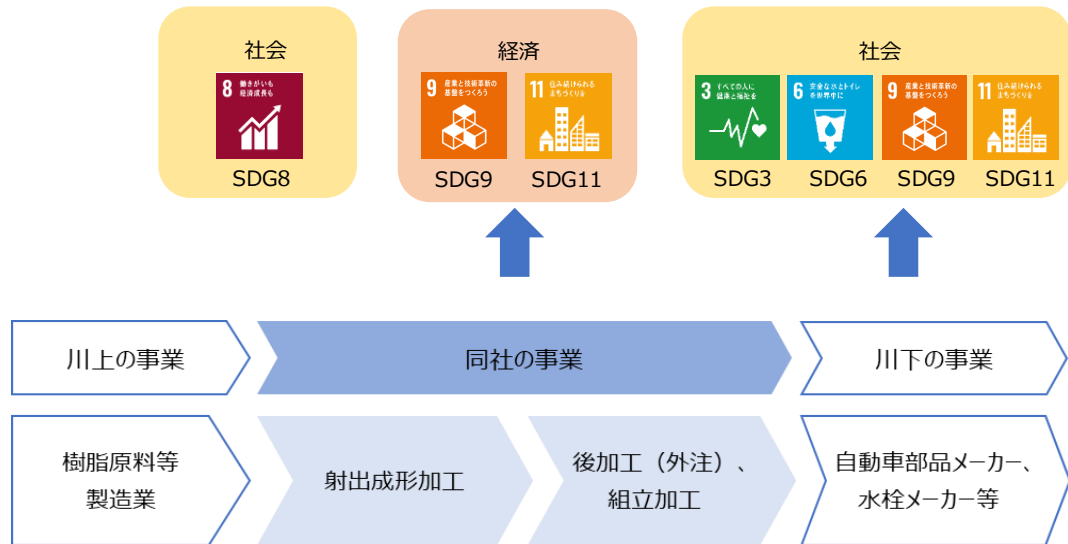 社会
8 働きがいも
経済成長も
SDG8
経済
9 産業と技術革新の
基盤をつくろう
SDG9
11 住み続けられる
まちづくりを
SDG11
社会
3 すべての人に
健康と福祉を
SDG3
6 安全な水とトイレ
を世界中に
SDG6
9 産業と技術革新の
基盤をつくろう
SDG9
11 住み続けられる
まちづくりを
SDG11
川上の事業
同社の事業
川下の事業
樹脂原料等
製造業
射出成形加工
後加工（外注）、
組立加工
自動車部品メーカー、
水栓メーカー等